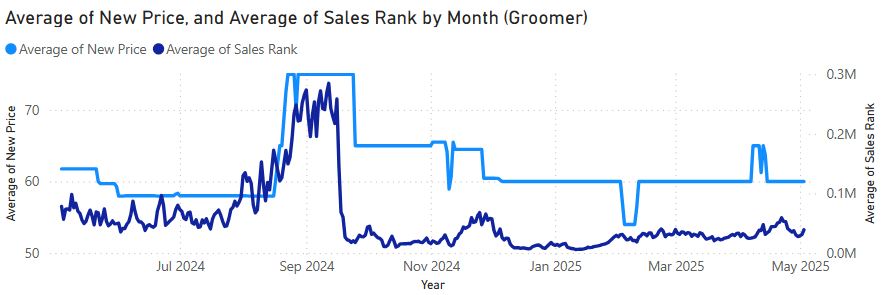 Average of New Price, and Average of Sales Rank by Month (Groomer)
Average of New Price Average of Sales Rank
Average of New Price
70
60
50
0.3M
0.2M
0.1M
0.0M
Average of Sales Rank
Jul 2024 Sep 2024 Nov 2024 Jan 2025 Mar 2025 May 2025
Year